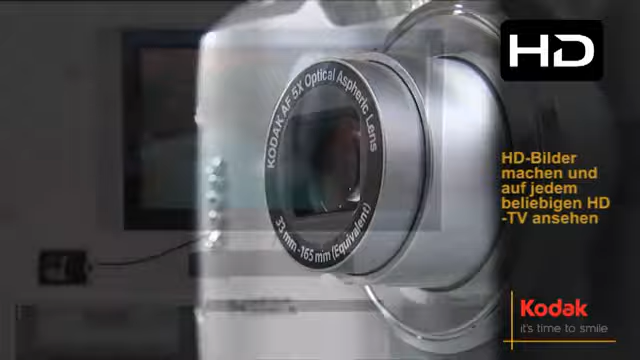 HD
KODAK AF 5X Optical Aspheric Lens
33 mm -165 mm (Equivalent)
HD-Bilder
machen und
auf jedem
beliebigen HD
-TV ansehen
Kodak
it's time to smile